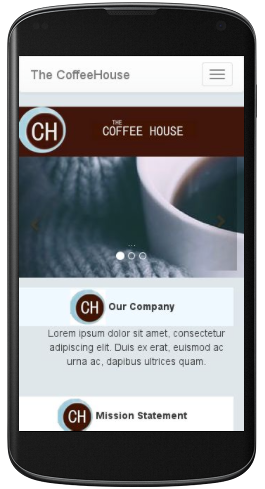 The CoffeeHouse
CH
THE
COFFEE HOUSE
...
CH Our Company
Lorem ipsum dolor sit amet, consectetur
adipiscing elit. Duis ex erat, euismod ac
urna ac, dapibus ultrices quam.
CH Mission Statement